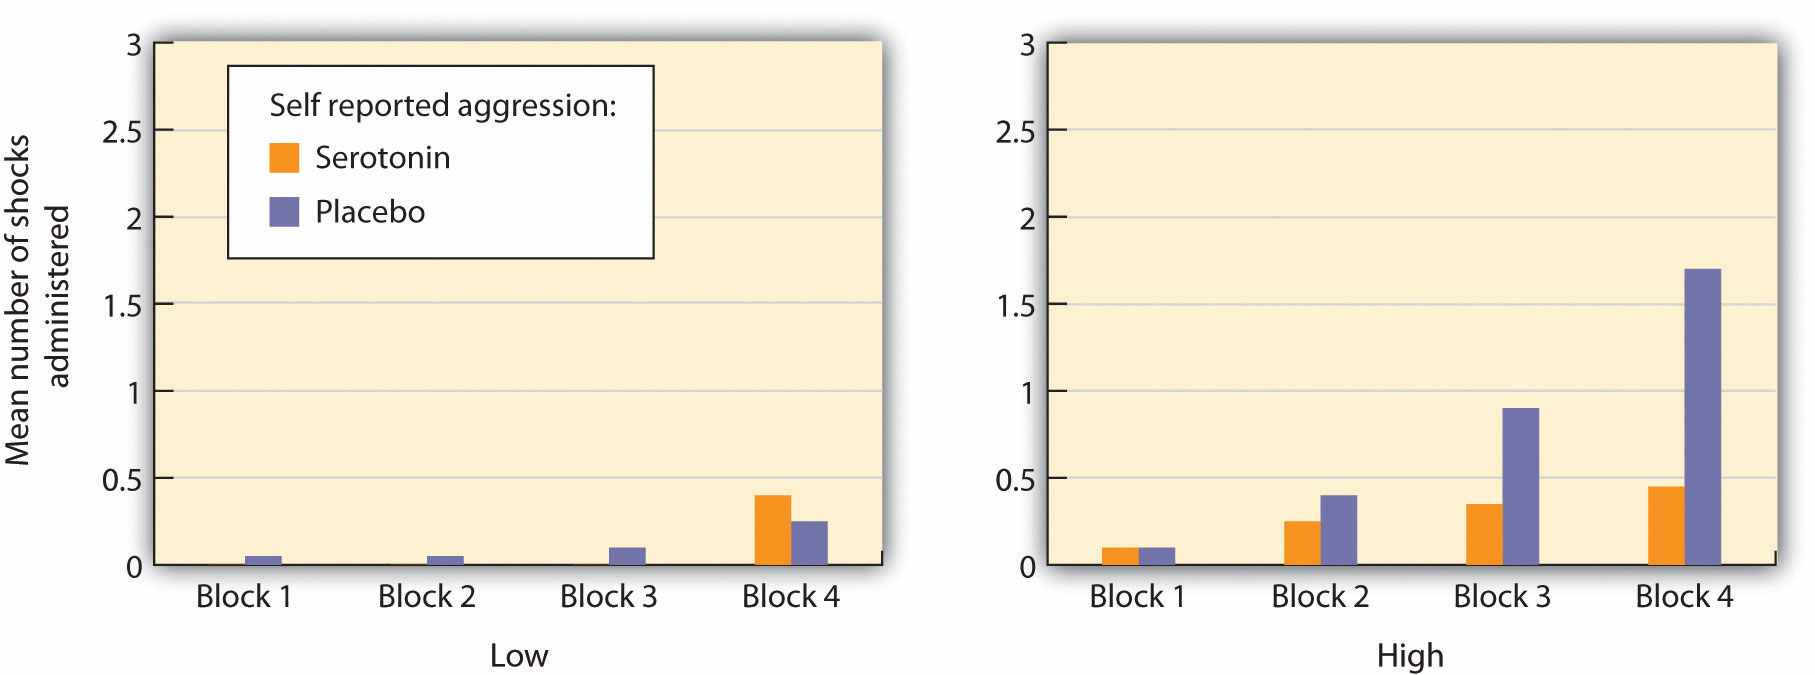 Mean number of shocks
administered
3
2.5
2
1.5
1
0.5
0
Self reported aggression:
Serotonin
Placebo
Block 1 Block 2 Block 3 Block 4
Low
3
2.5
2
1.5
1
0.5
0
Block 1 Block 2 Block 3 Block 4
High